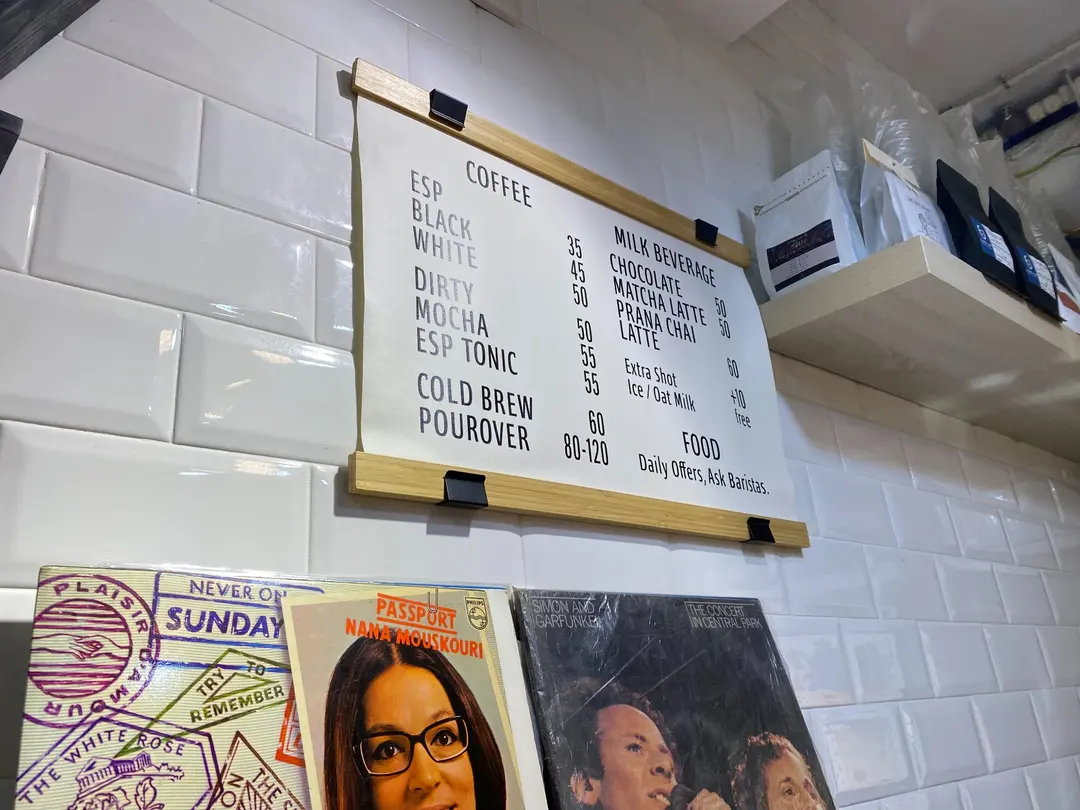 COFFEE
ESP 35
BLACK 45
WHITE 50
DIRTY 50
MOCHA 55
ESP TONIC 55
COLD BREW 60
POUROVER 80-120
MILK BEVERAGE
CHOCOLATE 50
MATCHA LATTE 50
PRANA CHAI
LATTE 60
Extra Shot +10
Ice / Oat Milk free
FOOD
Daily Offers, Ask Baristas.
PLAISIR D'AMOUR
NEVER ON
SUNDAY
TRY TO
REMEMBER
THE WHITE ROSE
PASSPORT
NANA MOUSKOURI
PHILIPS
SIMON AND
GARFUNKEL
THE CONCERT
IN CENTRAL PARK